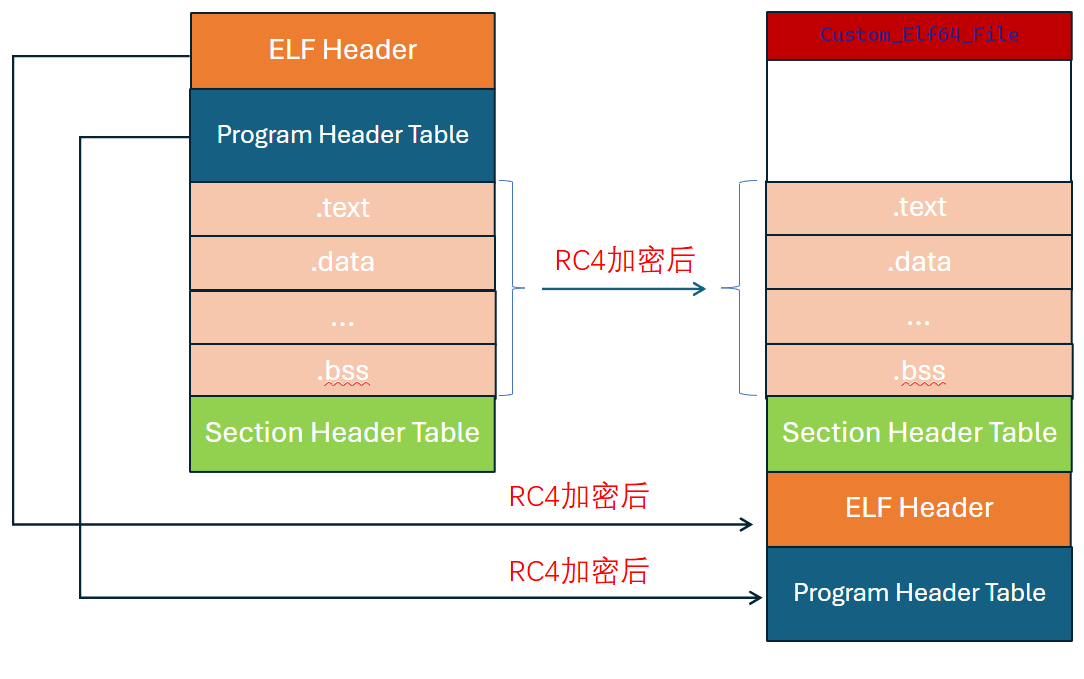 ELF Header
Program Header Table
.text
.data
...
.bss
Section Header Table
RC4加密后
RC4加密后
RC4加密后
Custom_Elf64_File
.text
.data
...
.bss
Section Header Table
ELF Header
Program Header Table